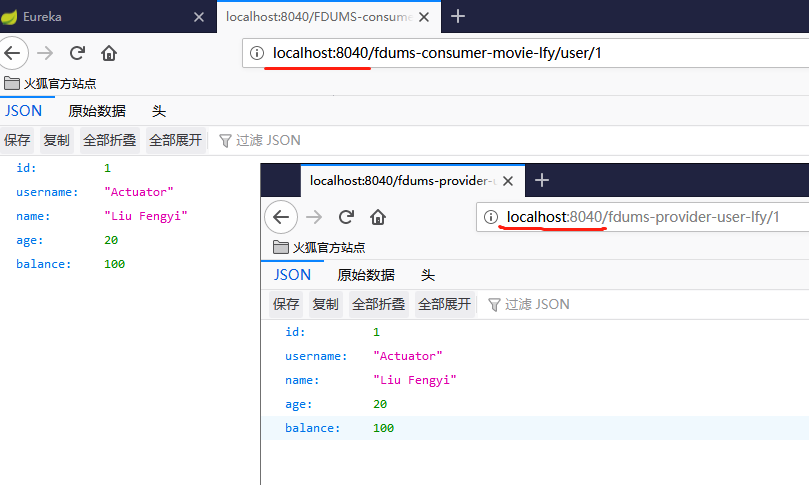 Eureka
localhost:8040/FDUMS-consume
localhost:8040/fdums-consumer-movie-lfy/user/1
火狐官方站点
JSON 原始数据 头
保存 复制 全部折叠 全部展开 过滤 JSON
id: 1
username: "Actuator"
name: "Liu Fengyi"
age: 20
balance: 100
localhost:8040/fdums-provider-u
localhost:8040/fdums-provider-user-lfy/1
火狐官方站点
JSON 原始数据 头
保存 复制 全部折叠 全部展开 过滤 JSON
id: 1
username: "Actuator"
name: "Liu Fengyi"
age: 20
balance: 100